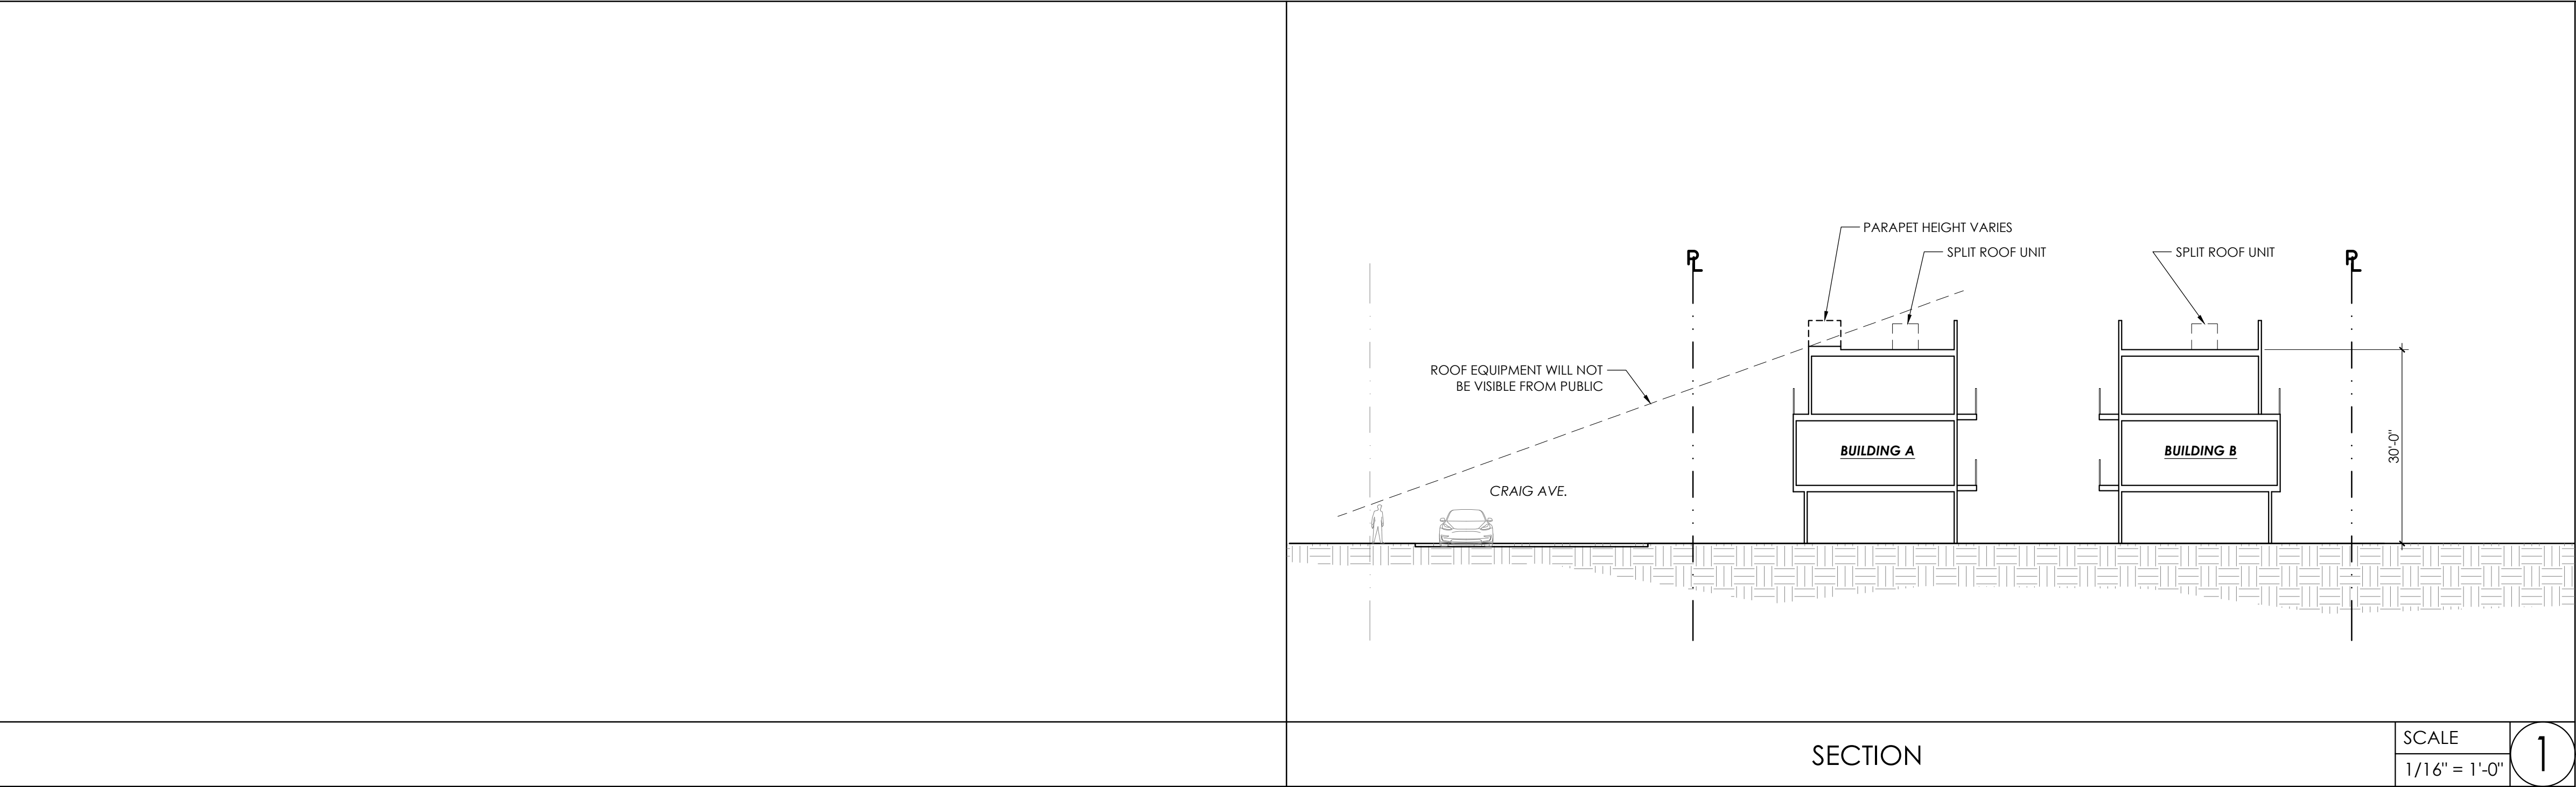 PARAPET HEIGHT VARIES
SPLIT ROOF UNIT
SPLIT ROOF UNIT
PL
PL
ROOF EQUIPMENT WILL NOT
BE VISIBLE FROM PUBLIC
BUILDING A
BUILDING B
30'-0"
CRAIG AVE.
SECTION
SCALE
1/16" = 1'-0"
1